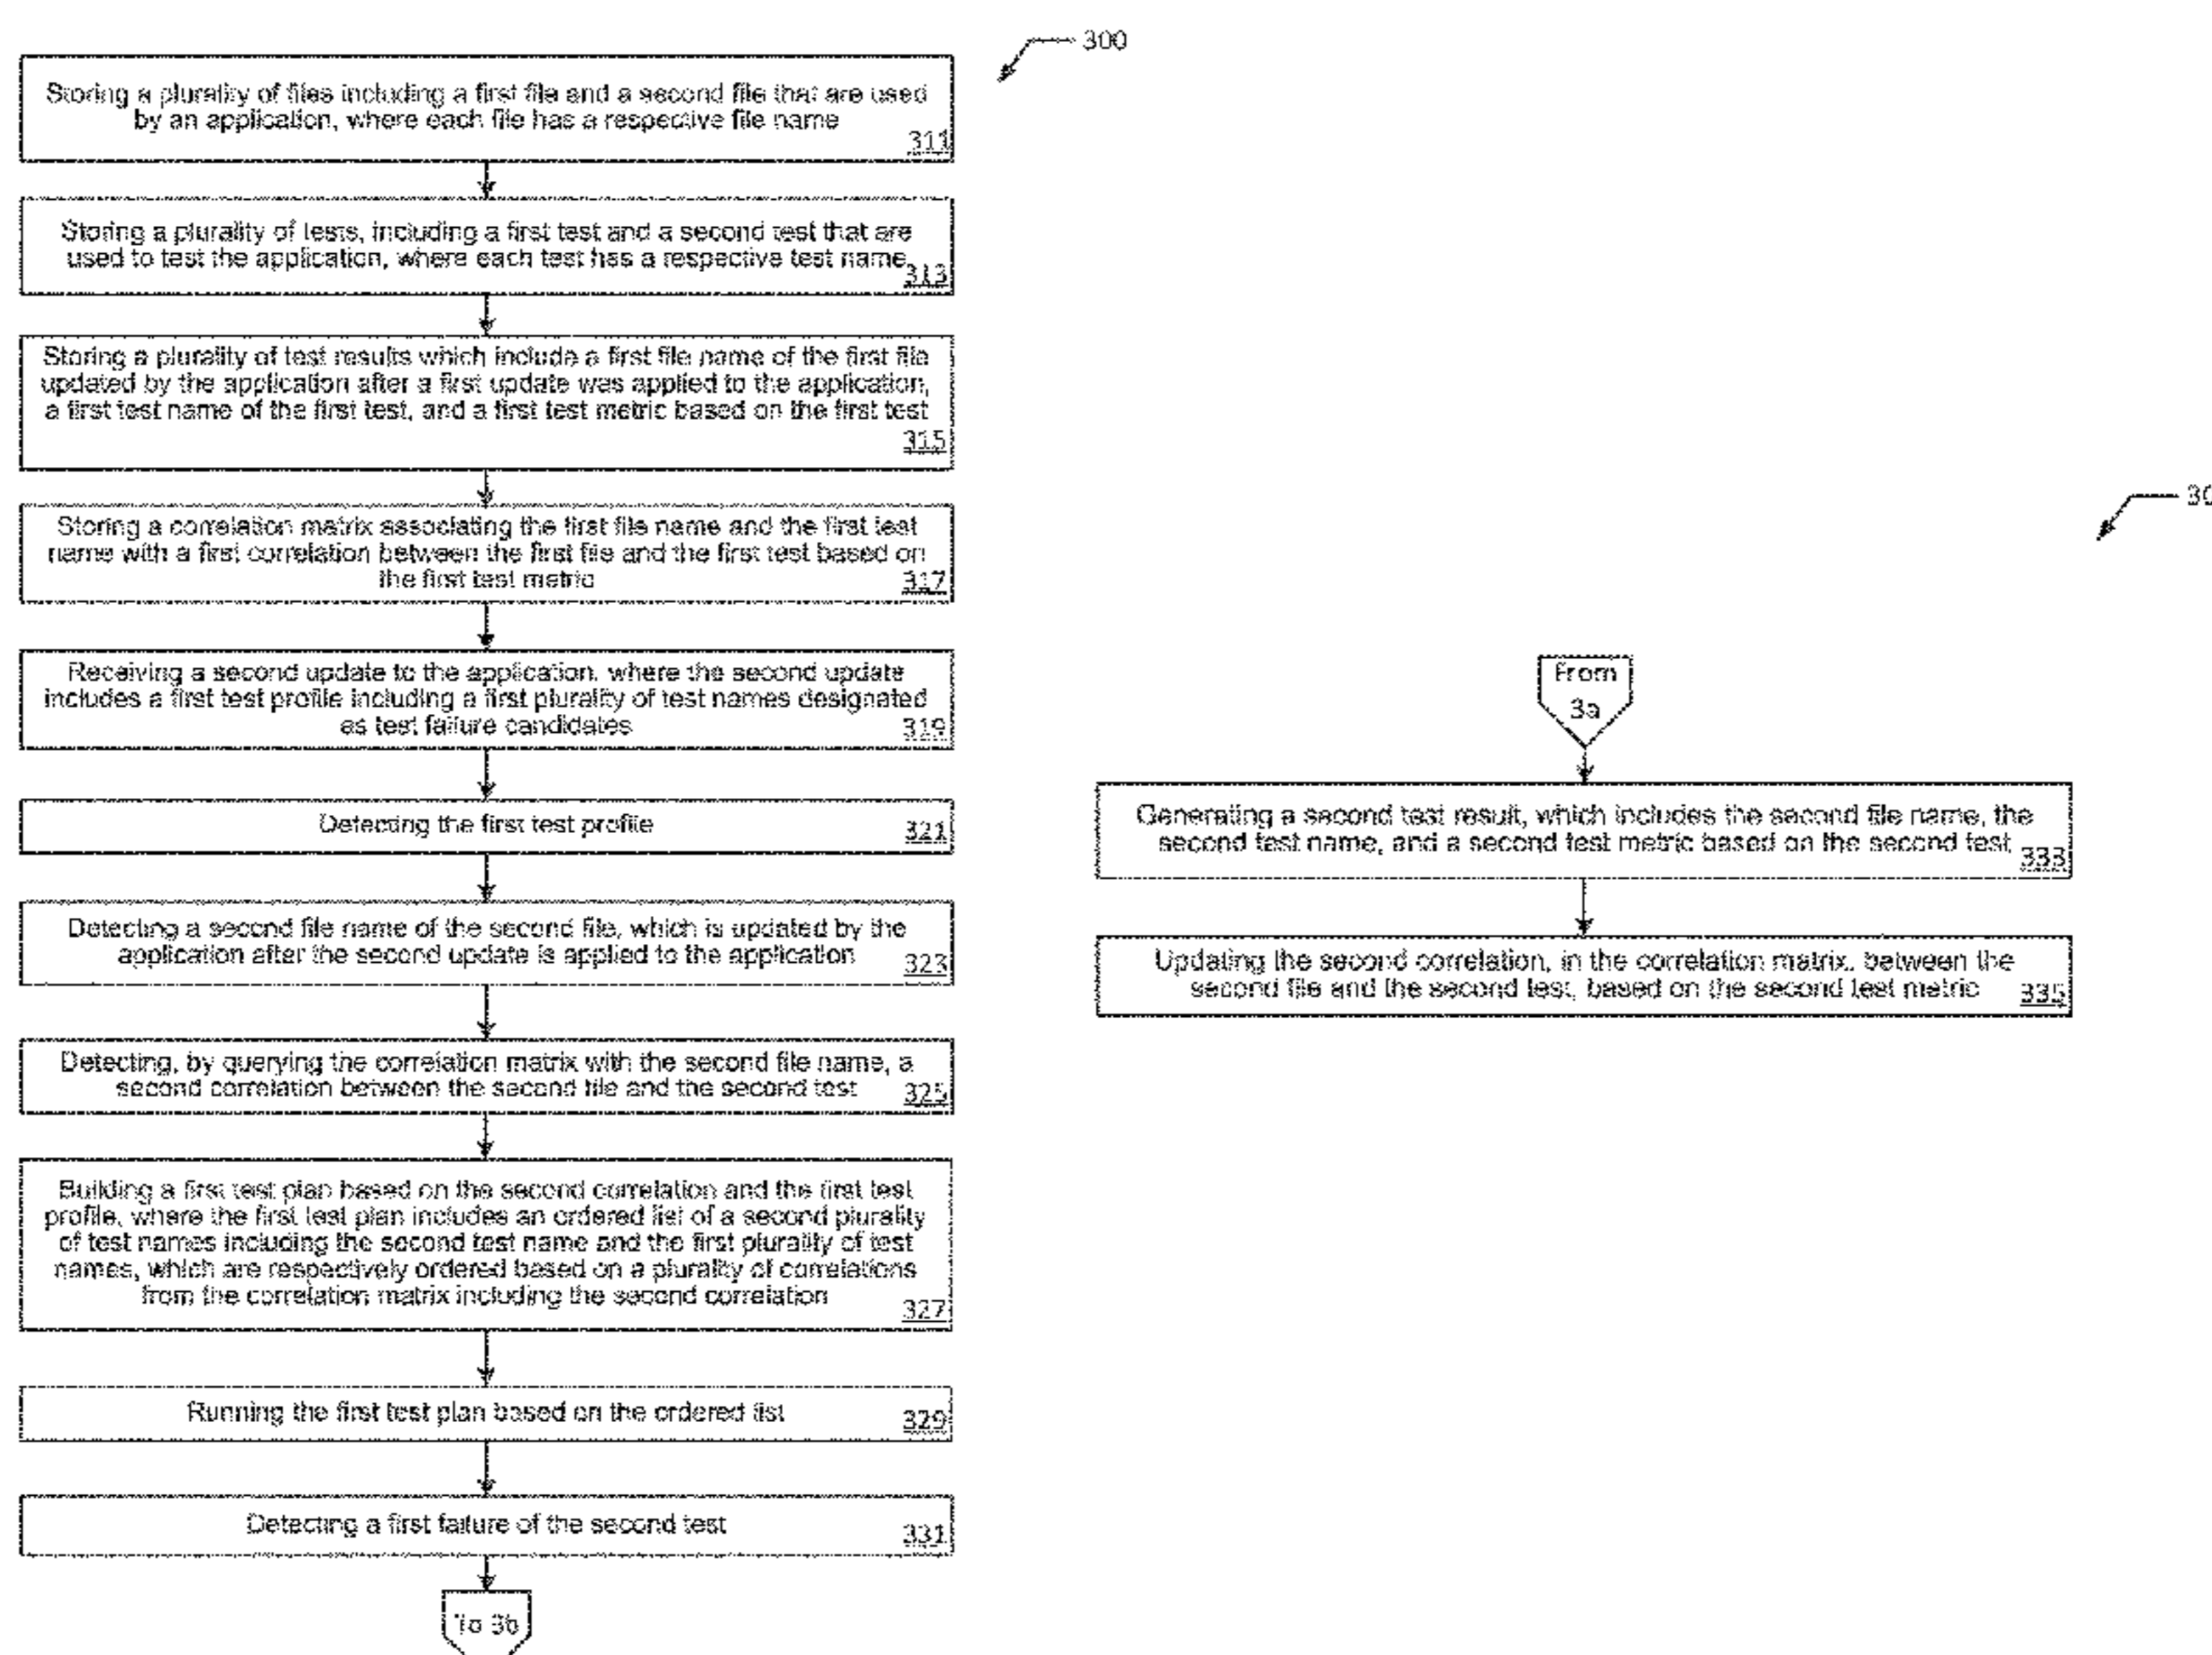 300
Storing a plurality of files including a first file and a second file that are used
by an application, where each file has a respective file name
311
Storing a plurality of tests, including a first test and a second test that are
used to test the application, where each test has a respective test name
313
Storing a plurality of test results which include a first file name of the first file
updated by the application after a first update was applied to the application,
a first test name of the first test, and a first test metric based on the first test
315
Storing a correlation matrix associating the first file name and the first test
name with a first correlation between the first file and the first test based on
the first test metric 317
Receiving a second update to the application, where the second update
includes a first test profile including a first plurality of test names designated
as test failure candidates 319
Detecting the first test profile 321
Detecting a second file name of the second file, which is updated by the
application after the second update is applied to the application 323
Detecting, by querying the correlation matrix with the second file name, a
second correlation between the second file and the second test 325
Building a first test plan based on the second correlation and the first test
profile, where the first test plan includes an ordered list of a second plurality
of test names including the second test name and the first plurality of test
names, which are respectively ordered based on a plurality of correlations
from the correlation matrix including the second correlation 327
Running the first test plan based on the ordered list 329
Detecting a first failure of the second test 331
To 3b
30
From
3a
Generating a second test result, which includes the second file name, the
second test name, and a second test metric based on the second test 333
Updating the second correlation, in the correlation matrix, between the
second file and the second test, based on the second test metric 335